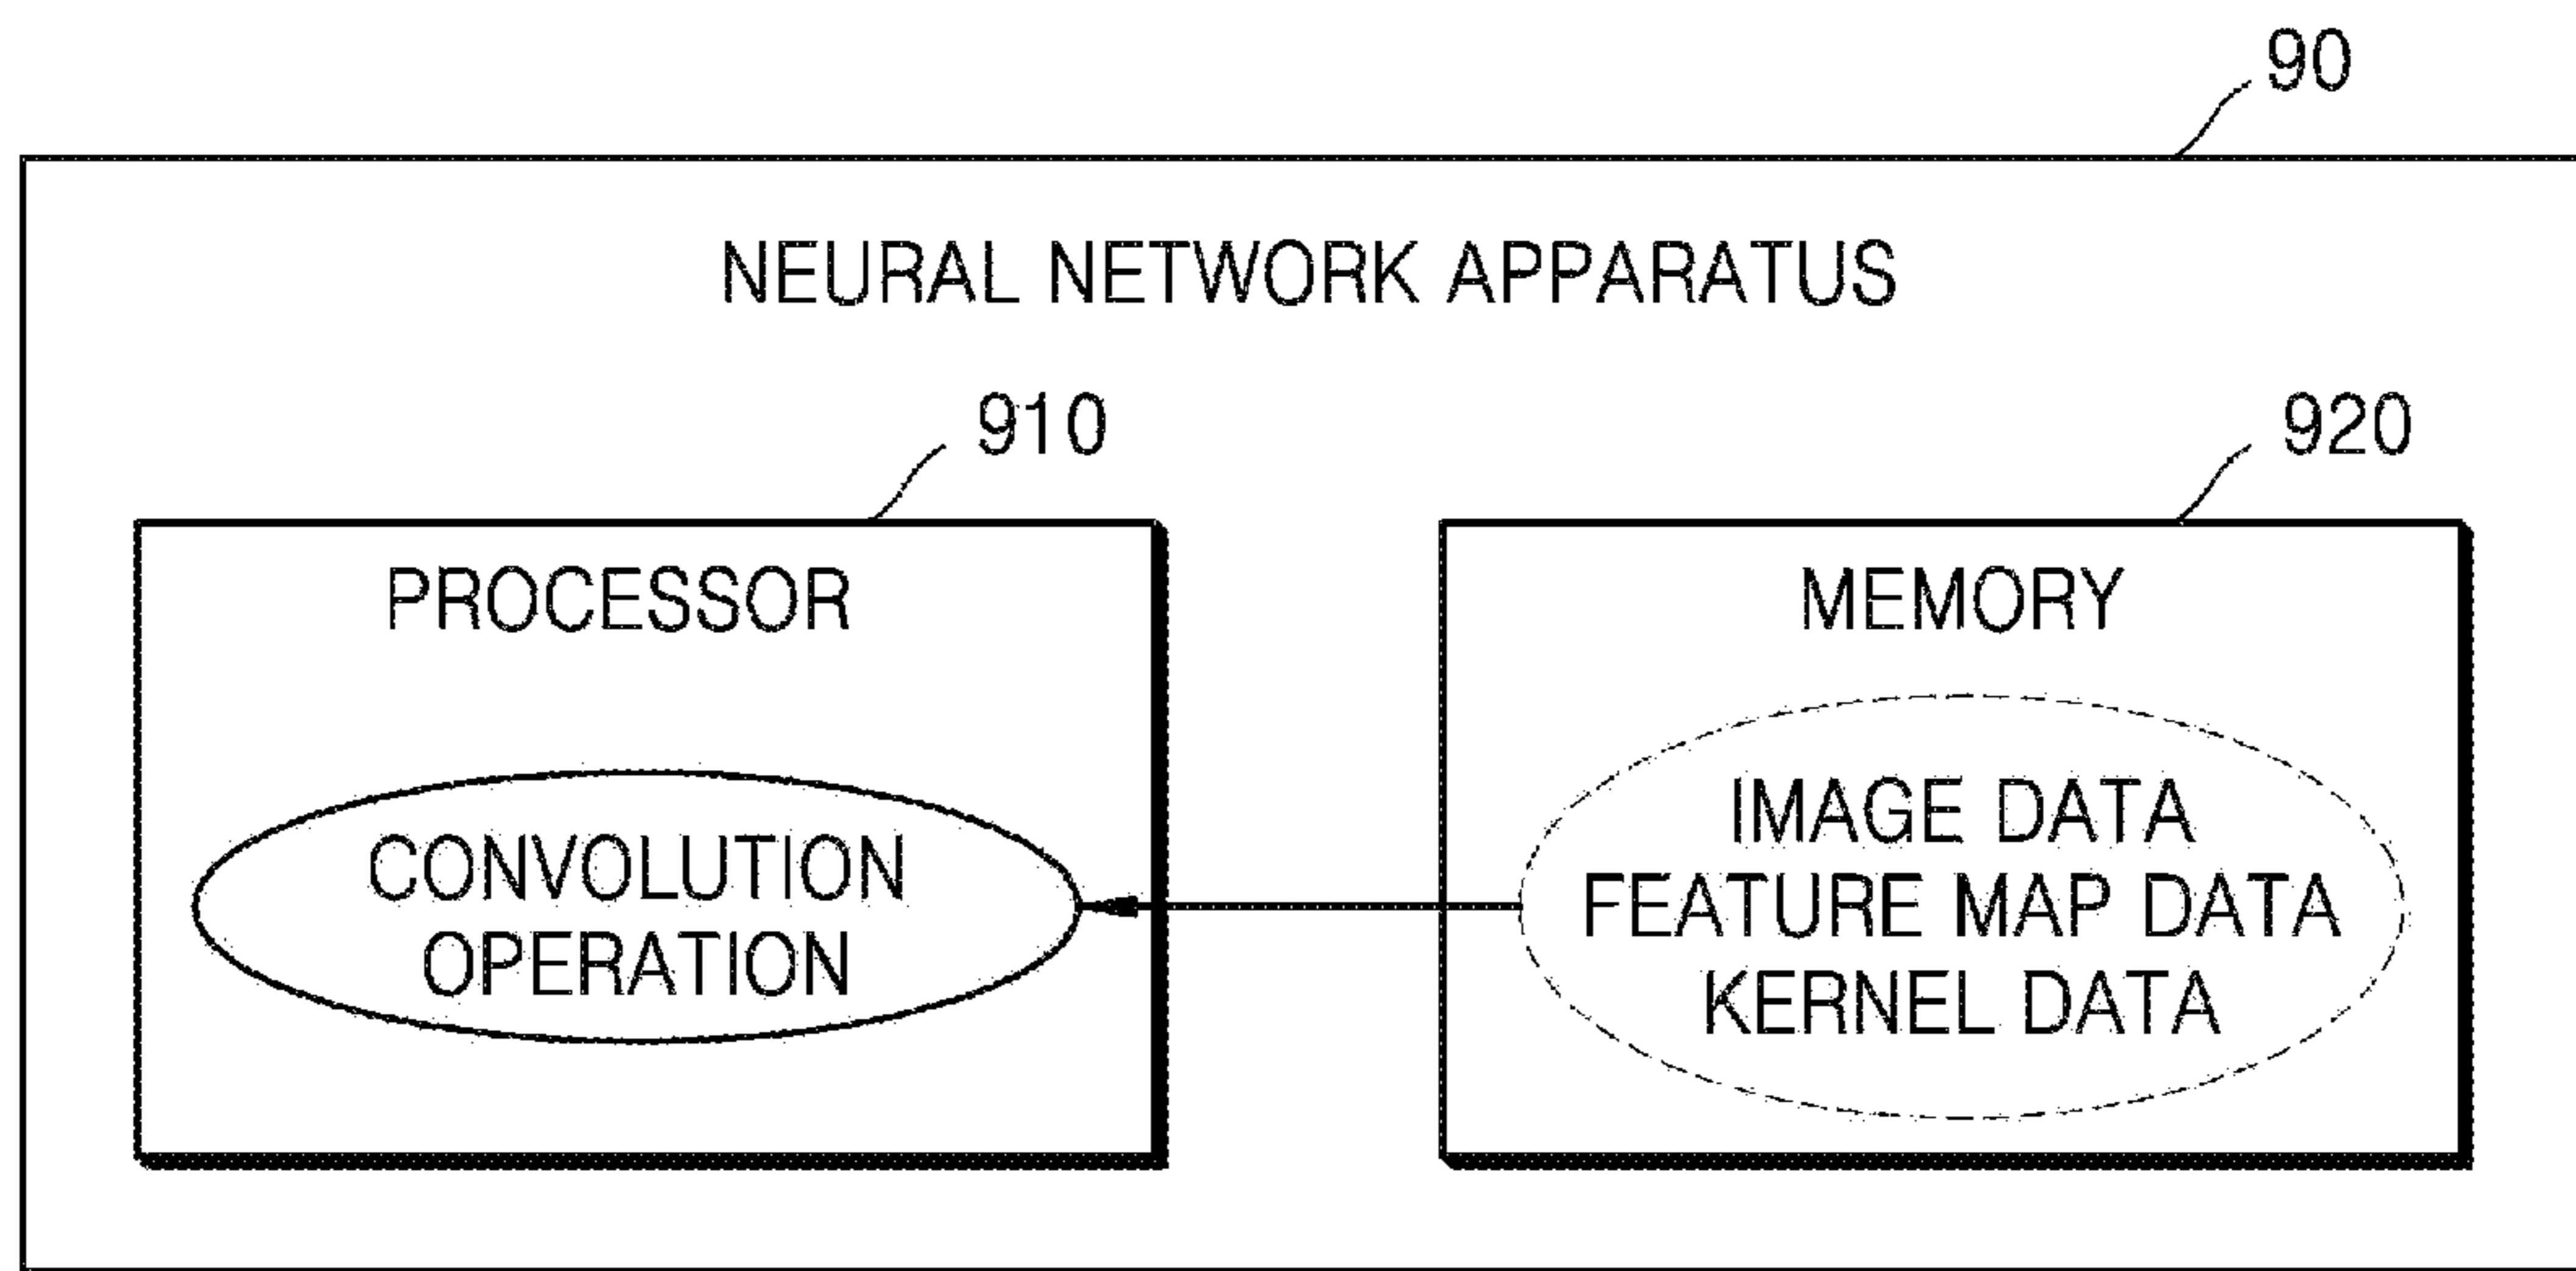 90
NEURAL NETWORK APPARATUS
910
920
PROCESSOR
MEMORY
CONVOLUTION
OPERATION
IMAGE DATA
FEATURE MAP DATA
KERNEL DATA